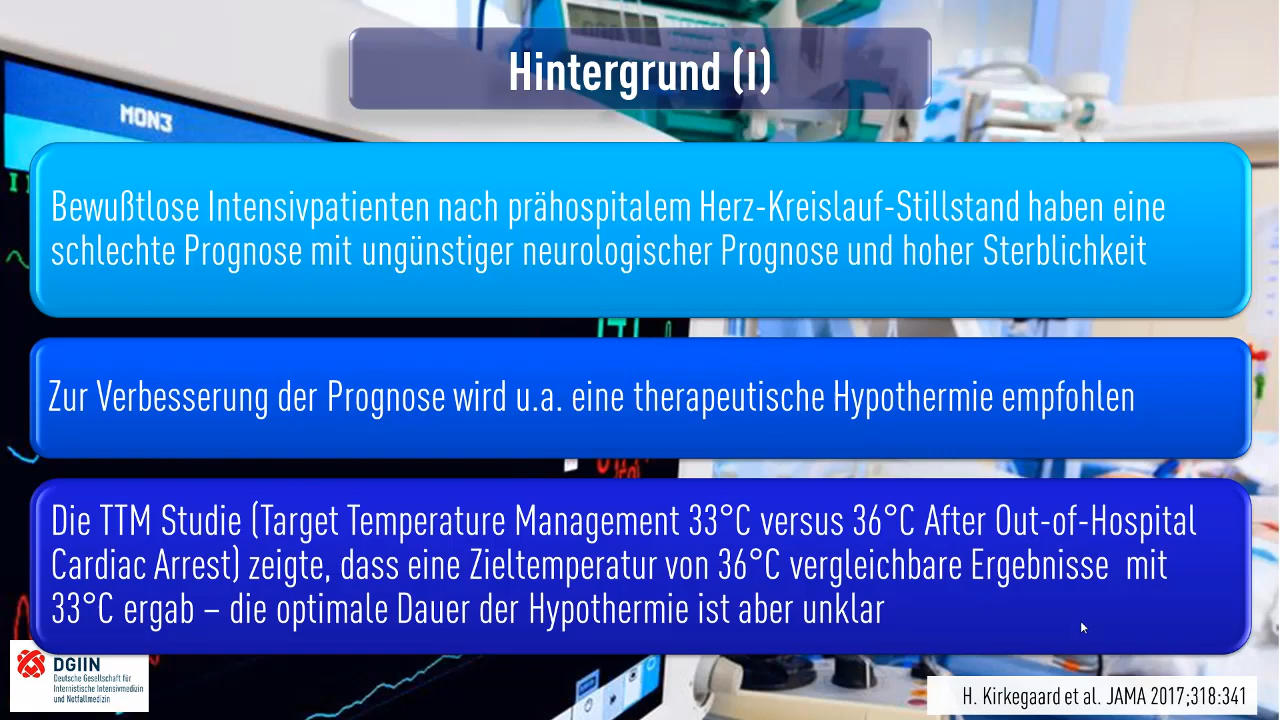 Hintergrund (I)
MON3
Bewußtlose Intensivpatienten nach prähospitalem Herz-Kreislauf-Stillstand haben eine
schlechte Prognose mit ungünstiger neurologischer Prognose und hoher Sterblichkeit
Zur Verbesserung der Prognose wird u.a. eine therapeutische Hypothermie empfohlen
Die TTM Studie (Target Temperature Management 33°C versus 36°C After Out-of-Hospital
Cardiac Arrest) zeigte, dass eine Zieltemperatur von 36°C vergleichbare Ergebnisse mit
33°C ergab – die optimale Dauer der Hypothermie ist aber unklar
DGIIN
Deutsche Gesellschaft für
Internistische Intensivmedizin
und Notfallmedizin
H. Kirkegaard et al. JAMA 2017;318:341